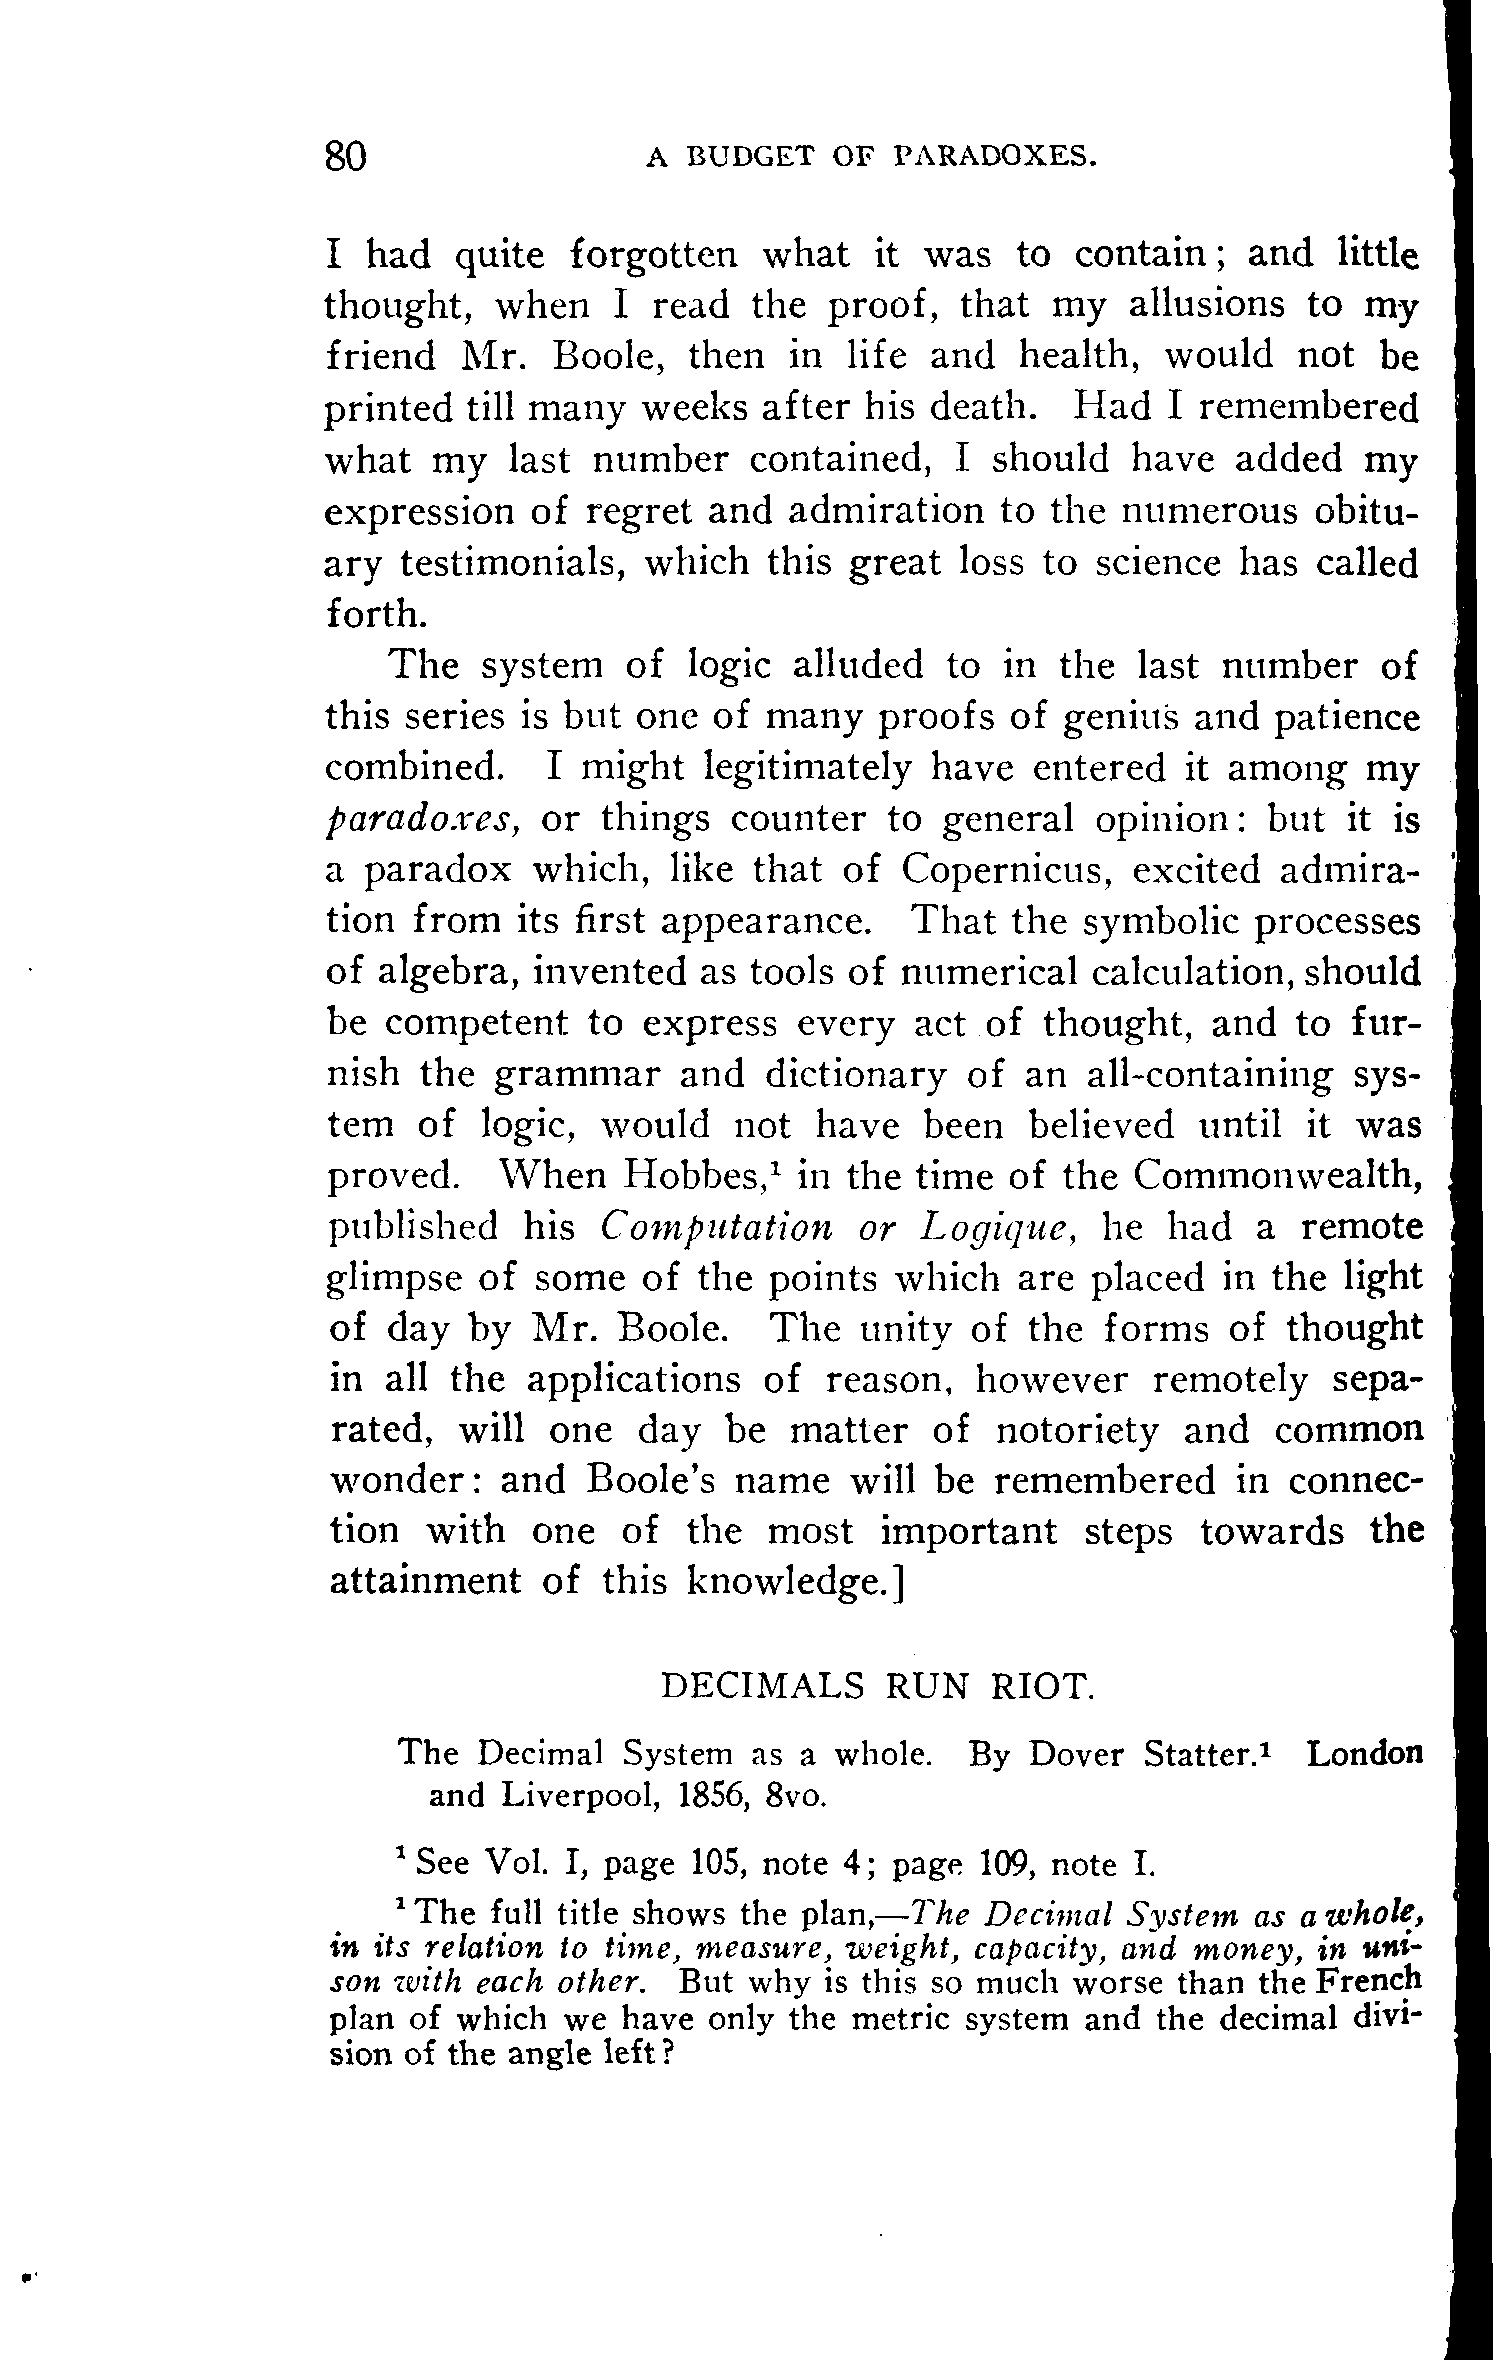 80 A BUDGET OF PARADOXES.
I had quite forgotten what it was to contain; and little
thought, when I read the proof, that my allusions to my
friend Mr. Boole, then in life and health, would not be
printed till many weeks after his death. Had I remembered
what my last number contained, I should have added my
expression of regret and admiration to the numerous obitu-
ary testimonials, which this great loss to science has called
forth.
The system of logic alluded to in the last number of
this series is but one of many proofs of genius and patience
combined. I might legitimately have entered it among my
paradoxes, or things counter to general opinion: but it is
a paradox which, like that of Copernicus, excited admira-
tion from its first appearance. That the symbolic processes
of algebra, invented as tools of numerical calculation, should
be competent to express every act of thought, and to fur-
nish the grammar and dictionary of an all-containing sys-
tem of logic, would not have been believed until it was
proved. When Hobbes,¹ in the time of the Commonwealth,
published his Computation or Logique, he had a remote
glimpse of some of the points which are placed in the light
of day by Mr. Boole. The unity of the forms of thought
in all the applications of reason, however remotely sepa-
rated, will one day be matter of notoriety and common
wonder: and Boole's name will be remembered in connec-
tion with one of the most important steps towards the
attainment of this knowledge.]
DECIMALS RUN RIOT.
The Decimal System as a whole. By Dover Statter.¹ London
and Liverpool, 1856, 8vo.
¹ See Vol. I, page 105, note 4; page 109, note I.
¹ The full title shows the plan,—The Decimal System as a whole,
in its relation to time, measure, weight, capacity, and money, in uni-
son with each other. But why is this so much worse than the French
plan of which we have only the metric system and the decimal divi-
sion of the angle left?